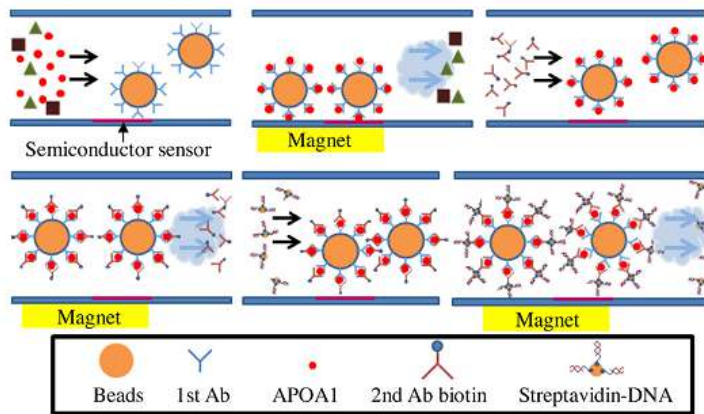 Semiconductor sensor
Magnet
Magnet
Magnet
Beads
1st Ab
APOA1
2nd Ab biotin
Streptavidin-DNA